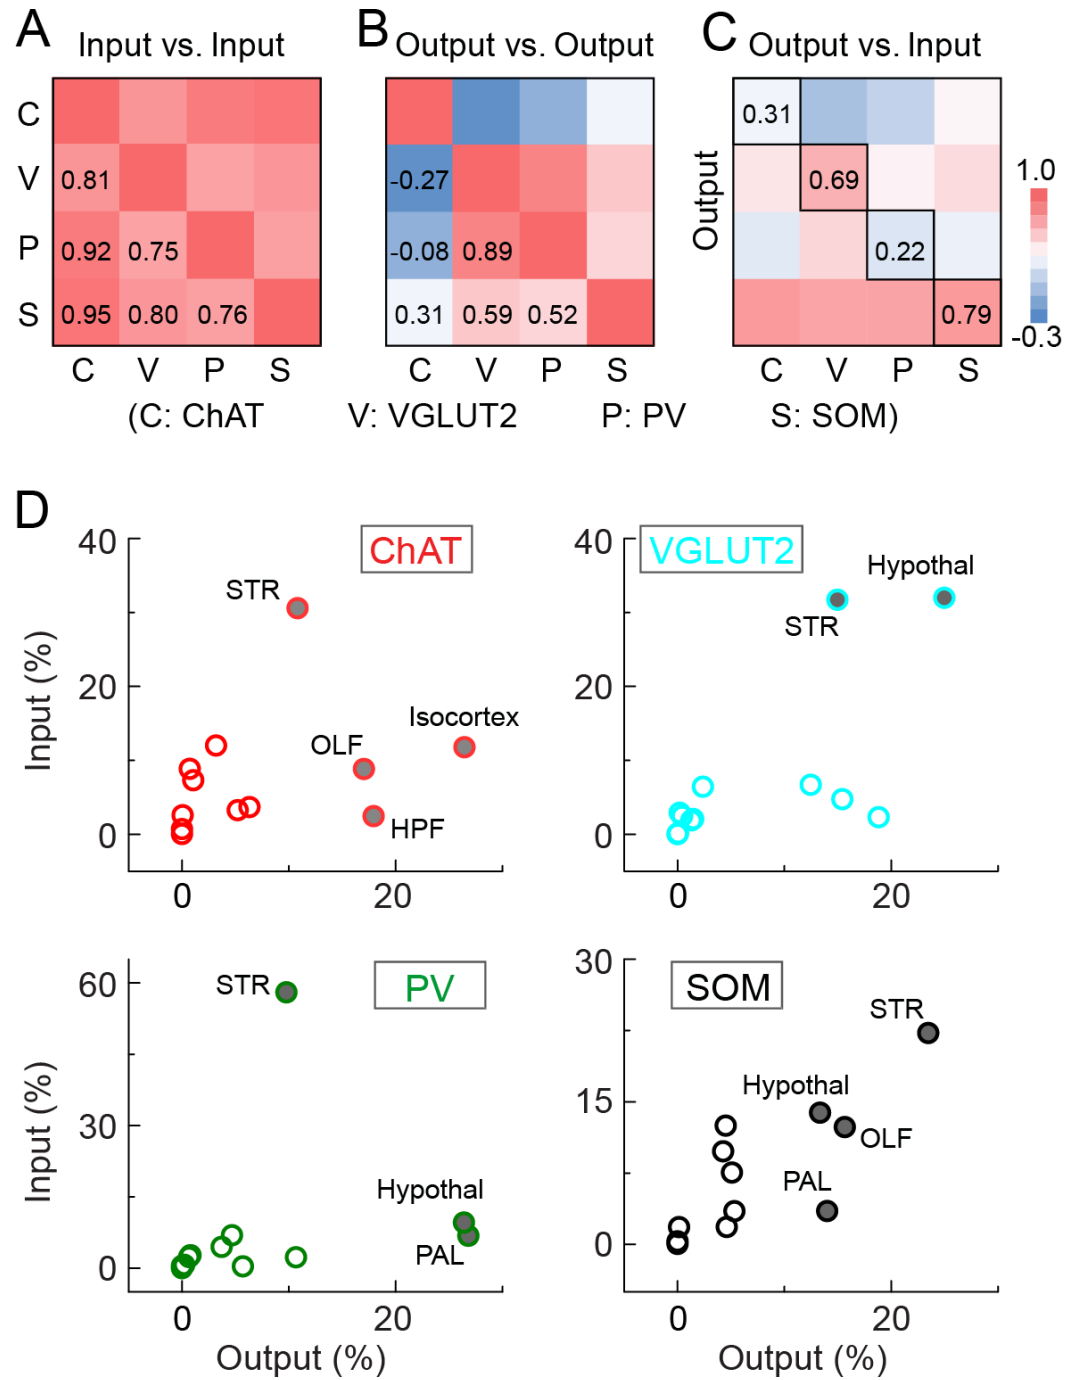 A Input vs. Input
B Output vs. Output
C Output vs. Input
C
V 0.81
P 0.92 0.75
S 0.95 0.80 0.76
C V P S
-0.27
-0.08 0.89
0.31 0.59 0.52
C V P S
Output
0.31
0.69
0.22
0.79
C V P S
1.0
-0.3
(C: ChAT V: VGLUT2 P: PV S: SOM)
D
ChAT
Input (%)
40
20
0
0 20
STR
Isocortex
OLF
HPF
VGLUT2
40
20
0
0 20
Hypothal
STR
PV
Input (%)
60
30
0
0 20
Output (%)
STR
Hypothal
PAL
SOM
30
15
0
0 20
Output (%)
STR
Hypothal
OLF
PAL